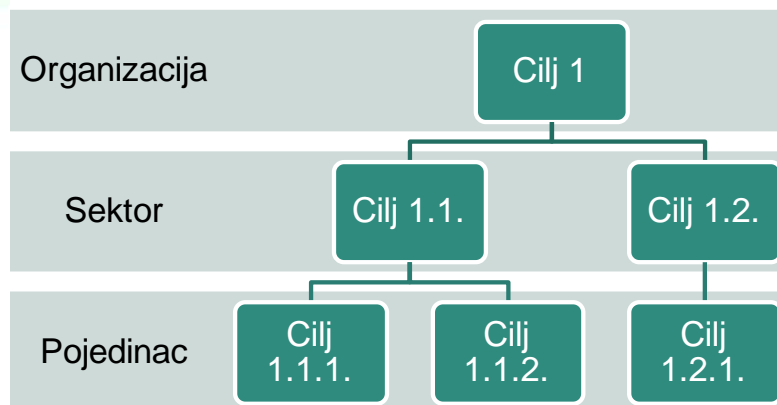 Organizacija
Cilj 1
Sektor
Cilj 1.1.
Cilj 1.2.
Pojedinac
Cilj
1.1.1.
Cilj
1.1.2.
Cilj
1.2.1.